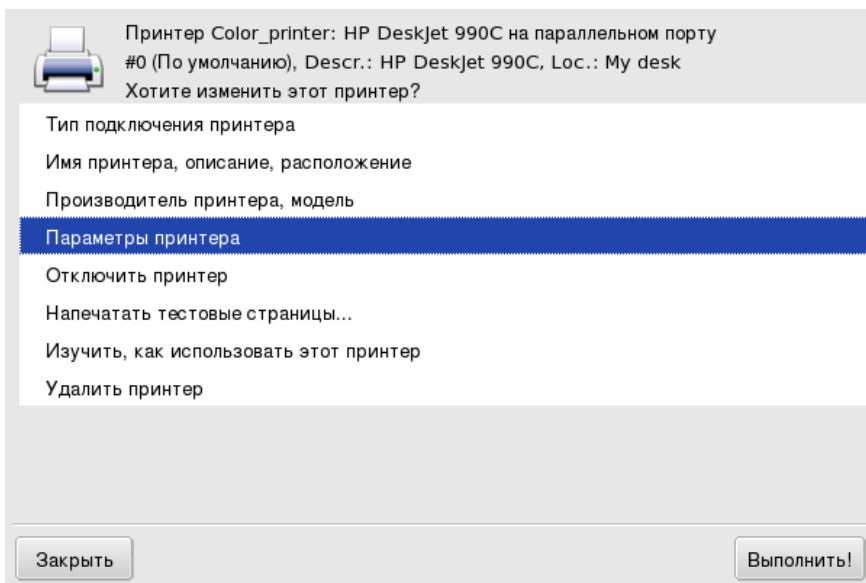 Принтер Color_printer: HP DeskJet 990C на параллельном порту
#0 (По умолчанию), Descr.: HP DeskJet 990C, Loc.: My desk
Хотите изменить этот принтер?
Тип подключения принтера
Имя принтера, описание, расположение
Производитель принтера, модель
Параметры принтера
Отключить принтер
Напечатать тестовые страницы...
Изучить, как использовать этот принтер
Удалить принтер
Закрыть
Выполнить!